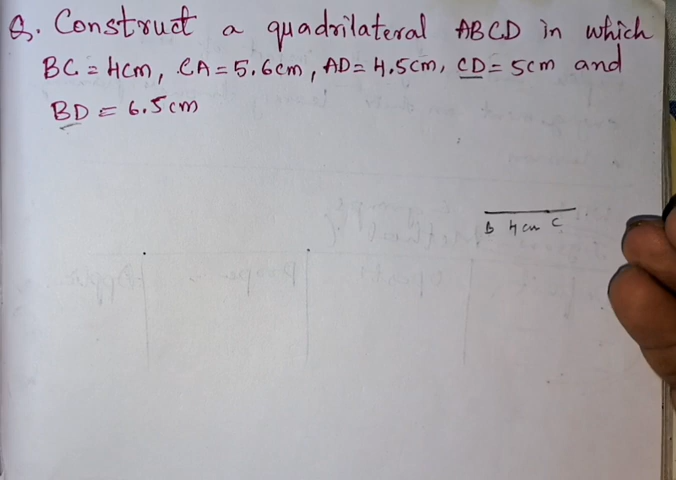 Q. Construct a quadrilateral ABCD in which
BC = 4cm, CA = 5.6cm, AD = 4.5cm, CD = 5cm and
BD = 6.5cm
B 4cm C